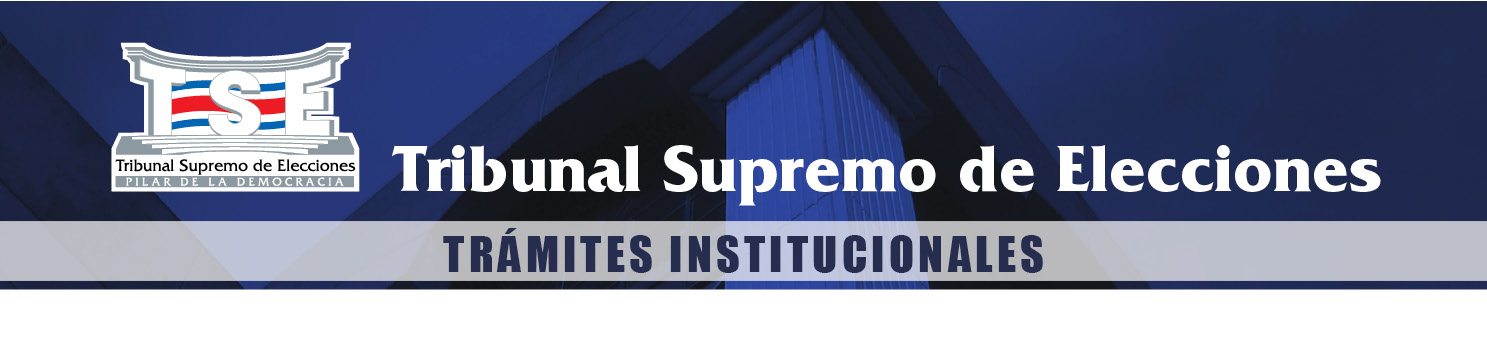 TSE
Tribunal Supremo de Elecciones
PILAR DE LA DEMOCRACIA
Tribunal Supremo de Elecciones
TRÁMITES INSTITUCIONALES